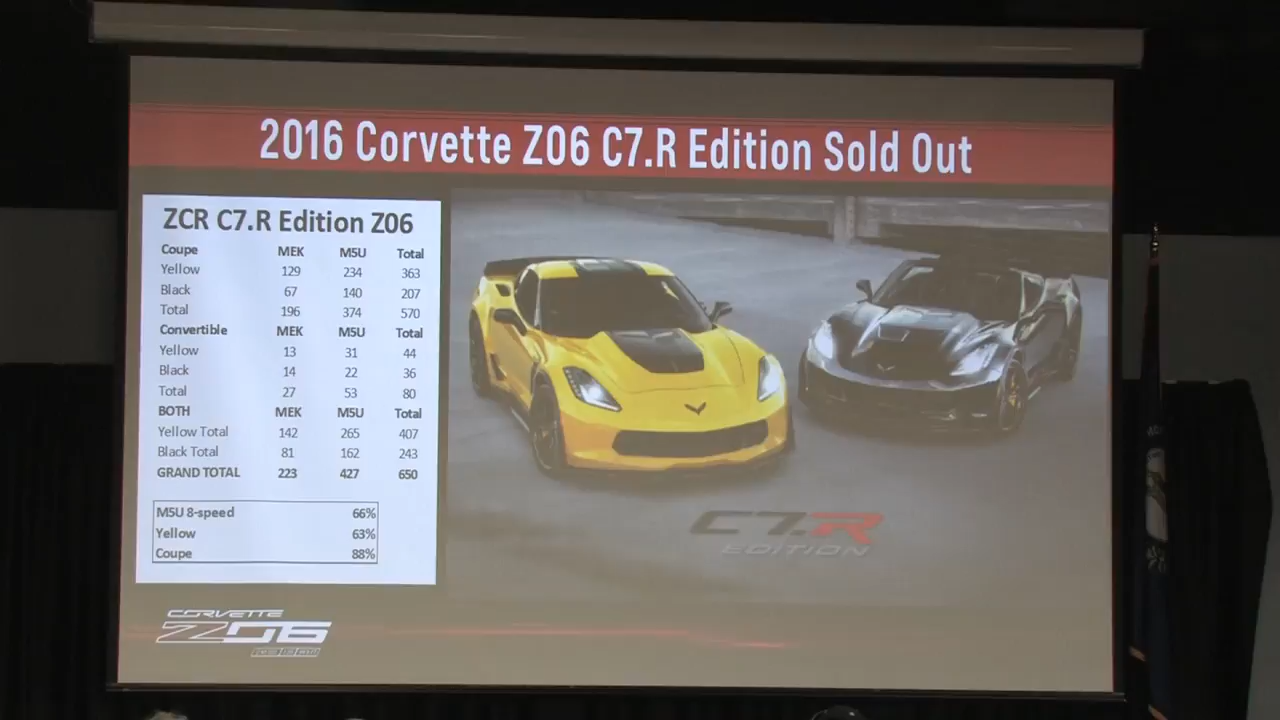 2016 Corvette Z06 C7.R Edition Sold Out
ZCR C7.R Edition Z06
Coupe MEK M5U Total
Yellow 129 234 363
Black 67 140 207
Total 196 374 570
Convertible MEK M5U Total
Yellow 13 31 44
Black 14 22 36
Total 27 53 80
BOTH MEK M5U Total
Yellow Total 142 265 407
Black Total 81 162 243
GRAND TOTAL 223 427 650
M5U 8-speed 66%
Yellow 63%
Coupe 88%
C7.R
EDITION
CORVETTE
Z06